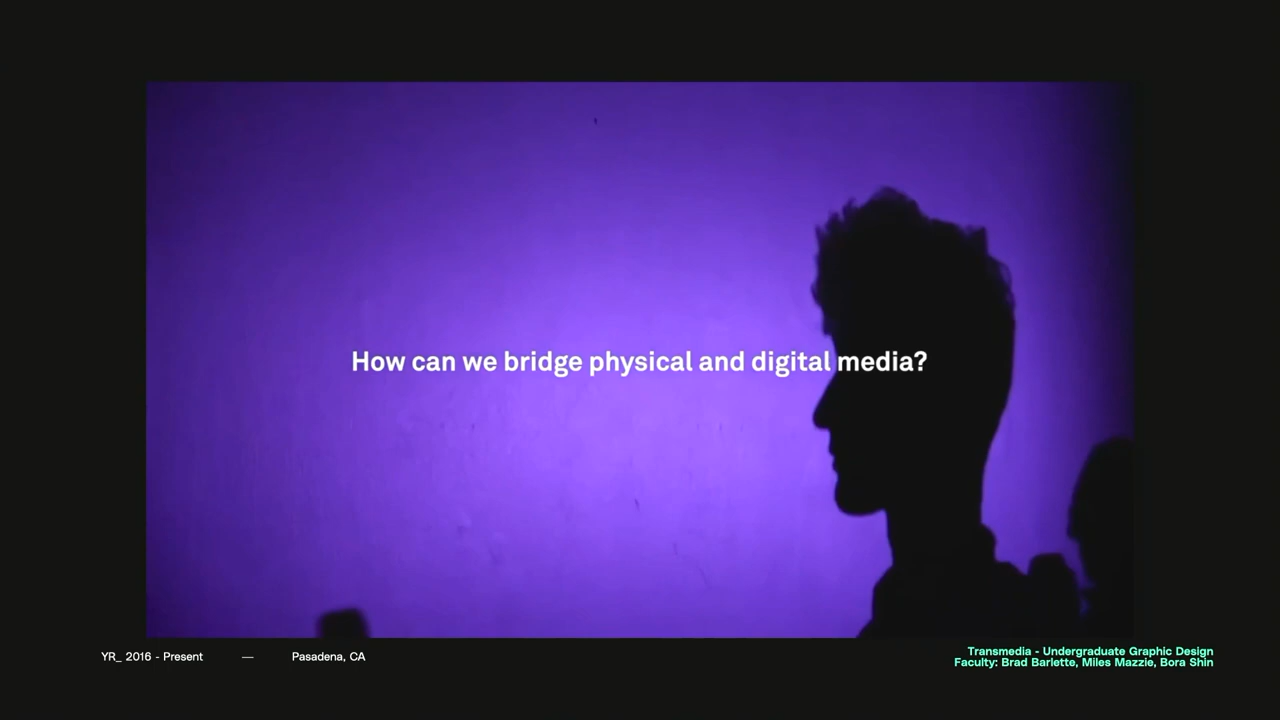 How can we bridge physical and digital media?
YR_ 2016 - Present — Pasadena, CA
Transmedia - Undergraduate Graphic Design
Faculty: Brad Barlette, Miles Mazzie, Bora Shin